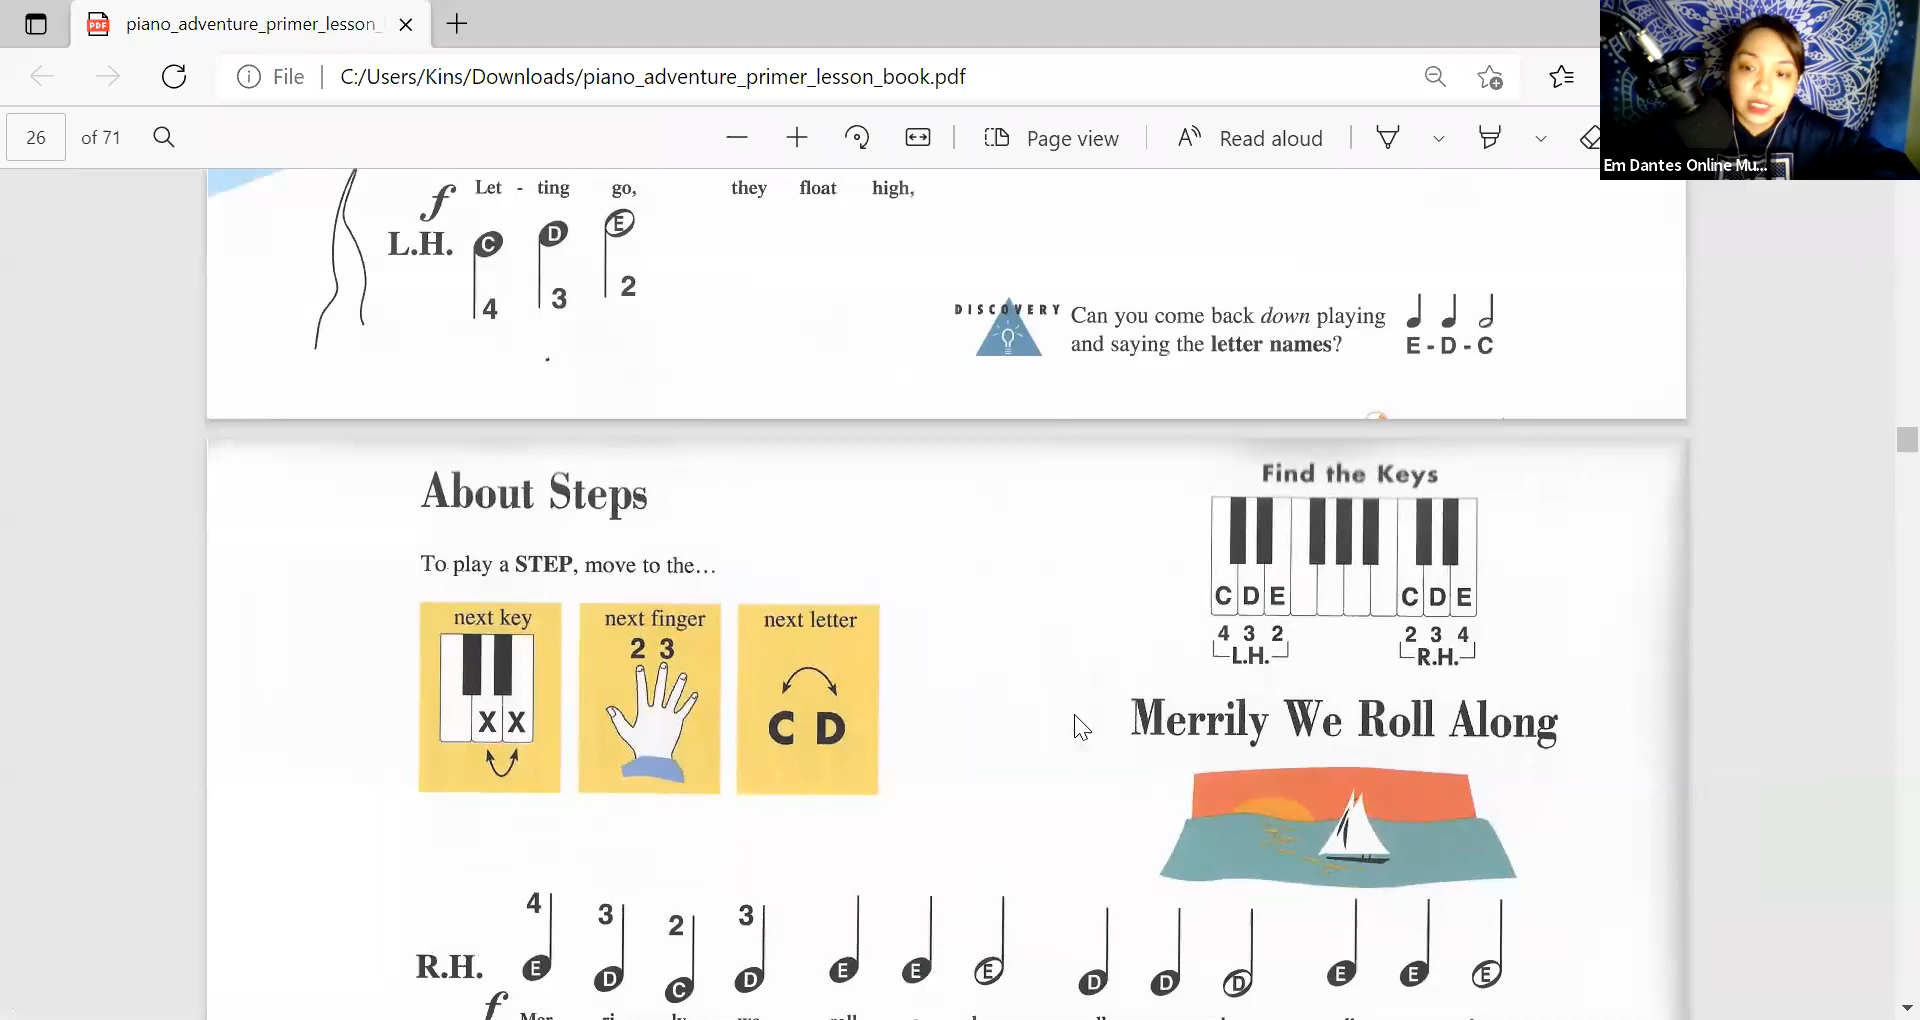 piano_adventure_primer_lesson_
File
C:/Users/Kins/Downloads/piano_adventure_primer_lesson_book.pdf
26 of 71
Page view
Read aloud
Em Dantes Online Mu...
f Let - ting go, they float high,
L.H. C D E
4 3 2
DISCOVERY
Can you come back down playing
and saying the letter names?
E - D - C
About Steps
To play a STEP, move to the...
next key
X X
next finger
2 3
next letter
C D
Find the Keys
C D E C D E
4 3 2 2 3 4
L.H. R.H.
Merrily We Roll Along
4 3 2 3
R.H. E D C D E E E D D D E E E
f